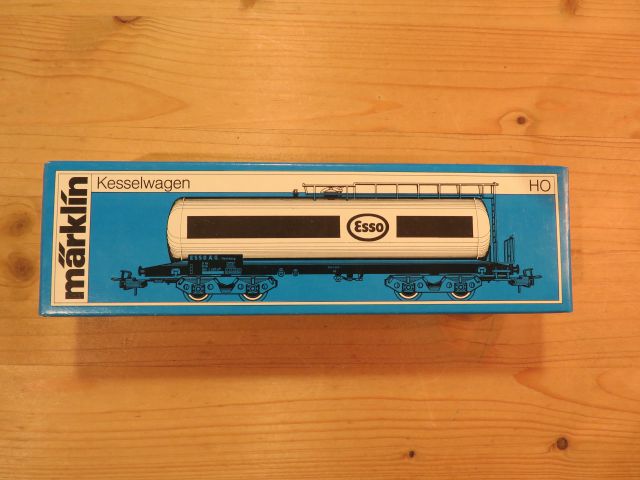 märklin
Kesselwagen
HO
Esso
ESSO A.G.